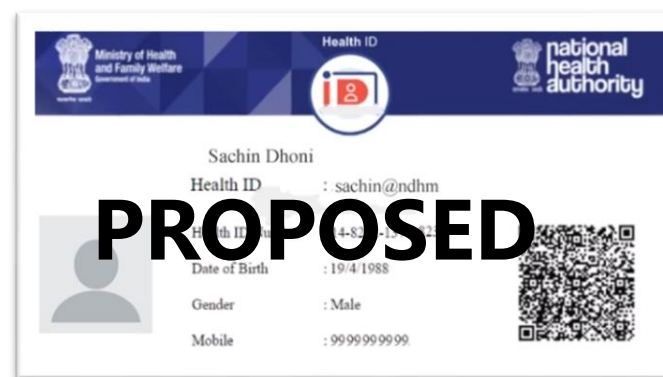 Ministry of Health
and Family Welfare
Government of India
Health ID
iD
national
health
authority
Sachin Dhoni
Health ID : sachin@ndhm
PROPOSED
Date of Birth : 19/4/1988
Gender : Male
Mobile : 9999999999.